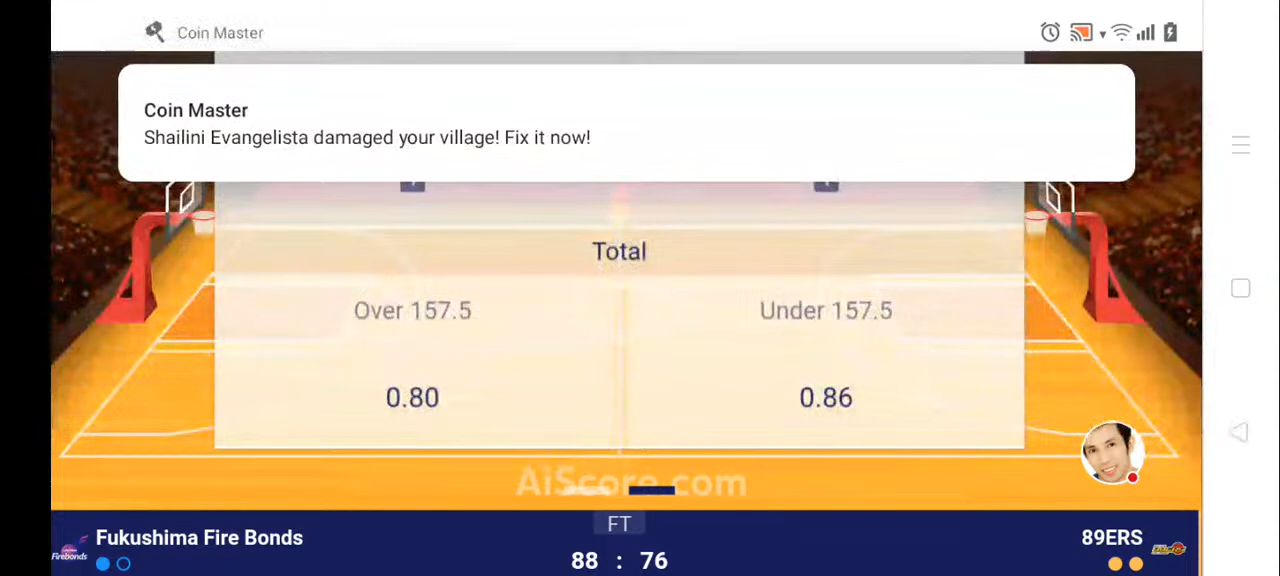 Coin Master
Coin Master
Shailini Evangelista damaged your village! Fix it now!
Total
Over 157.5
Under 157.5
0.80
0.86
AiScore.com
FT
Fukushima Fire Bonds
89ERS
Firebonds
88 : 76